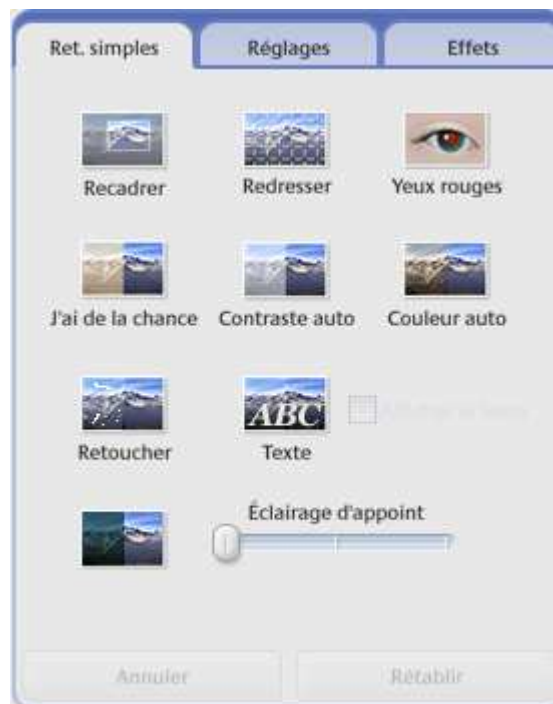 Ret. simples Réglages Effets
Recadrer Redresser Yeux rouges
J'ai de la chance Contraste auto Couleur auto
ABC
Retoucher Texte
Éclairage d'appoint
Annuler Rétablir